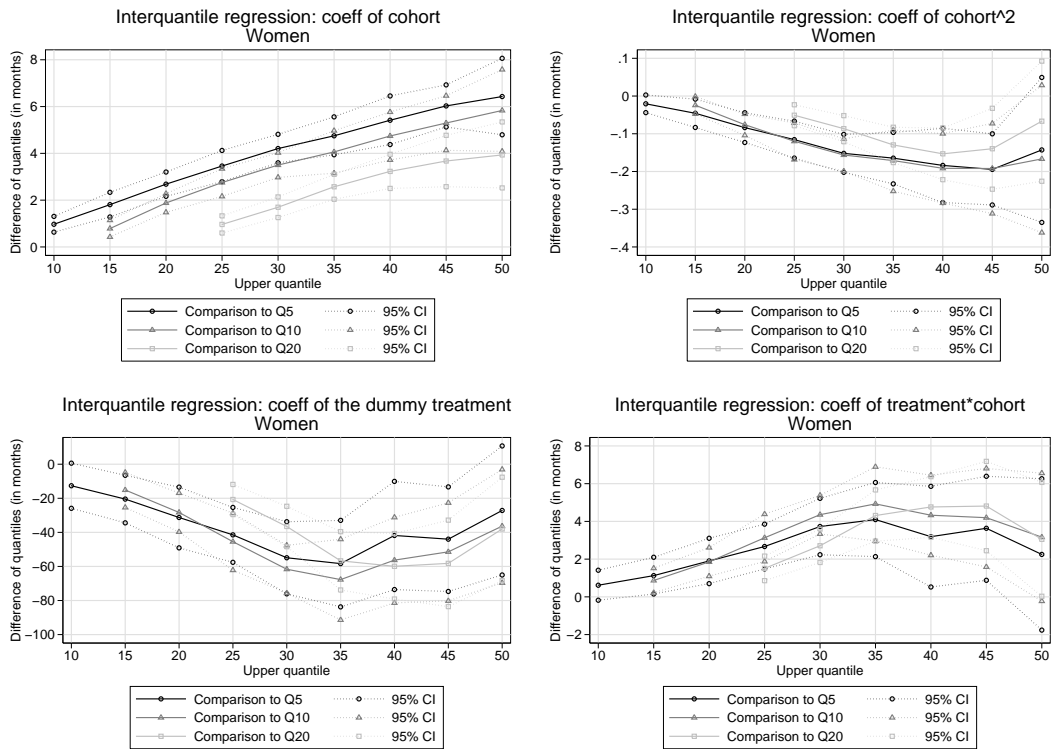 Interquantile regression: coeff of cohort
Women
Difference of quantiles (in months)
8
6
4
2
0
10 15 20 25 30 35 40 45 50
Upper quantile
Comparison to Q5 95% CI
Comparison to Q10 95% CI
Comparison to Q20 95% CI
Interquantile regression: coeff of cohort^2
Women
Difference of quantiles (in months)
.1
0
−.1
−.2
−.3
−.4
10 15 20 25 30 35 40 45 50
Upper quantile
Comparison to Q5 95% CI
Comparison to Q10 95% CI
Comparison to Q20 95% CI
Interquantile regression: coeff of the dummy treatment
Women
Difference of quantiles (in months)
0
−20
−40
−60
−80
−100
10 15 20 25 30 35 40 45 50
Upper quantile
Comparison to Q5 95% CI
Comparison to Q10 95% CI
Comparison to Q20 95% CI
Interquantile regression: coeff of treatment*cohort
Women
Difference of quantiles (in months)
8
6
4
2
0
−2
10 15 20 25 30 35 40 45 50
Upper quantile
Comparison to Q5 95% CI
Comparison to Q10 95% CI
Comparison to Q20 95% CI